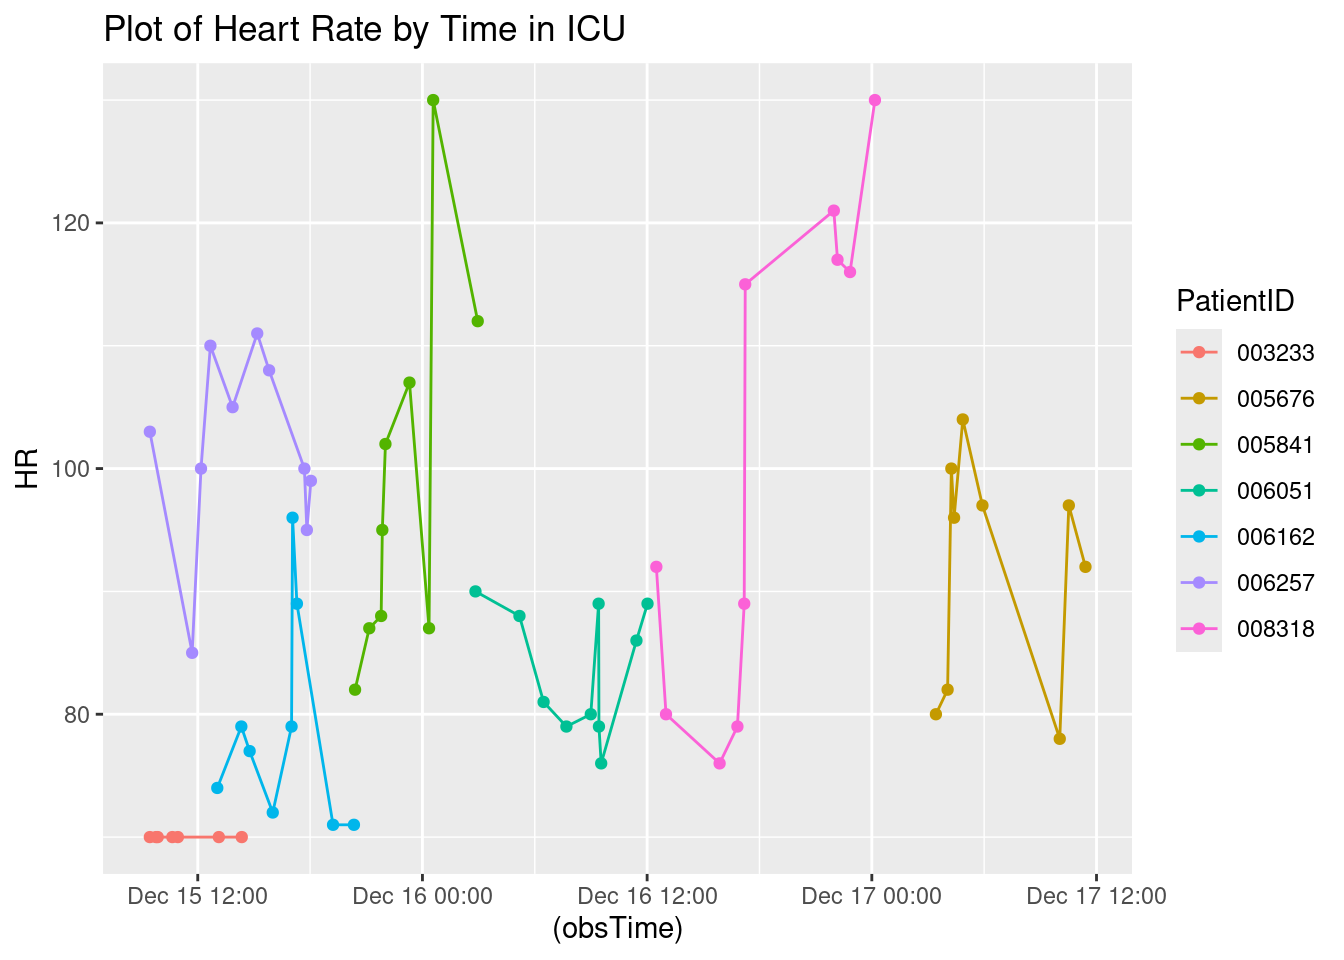 Plot of Heart Rate by Time in ICU
HR
120
100
80
Dec 15 12:00
Dec 16 00:00
Dec 16 12:00
Dec 17 00:00
Dec 17 12:00
(obsTime)
PatientID
003233
005676
005841
006051
006162
006257
008318